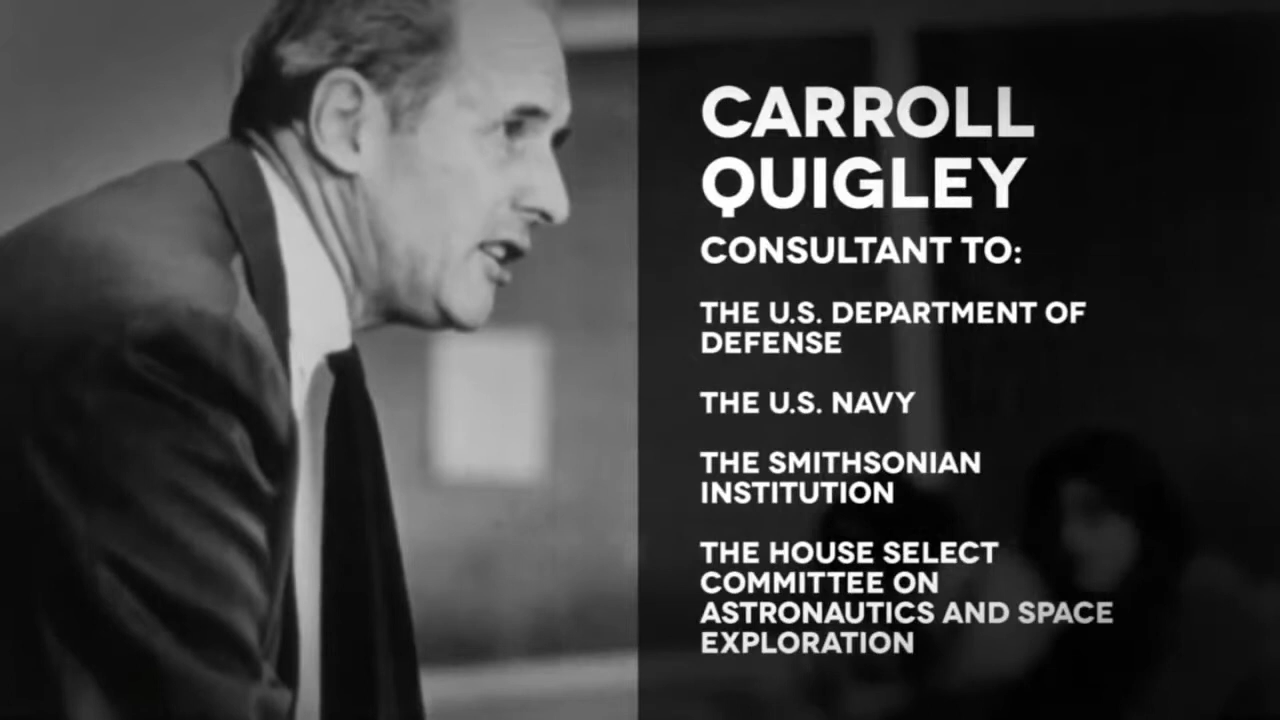 CARROLL
QUIGLEY
CONSULTANT TO:
THE U.S. DEPARTMENT OF
DEFENSE
THE U.S. NAVY
THE SMITHSONIAN
INSTITUTION
THE HOUSE SELECT
COMMITTEE ON
ASTRONAUTICS AND SPACE
EXPLORATION